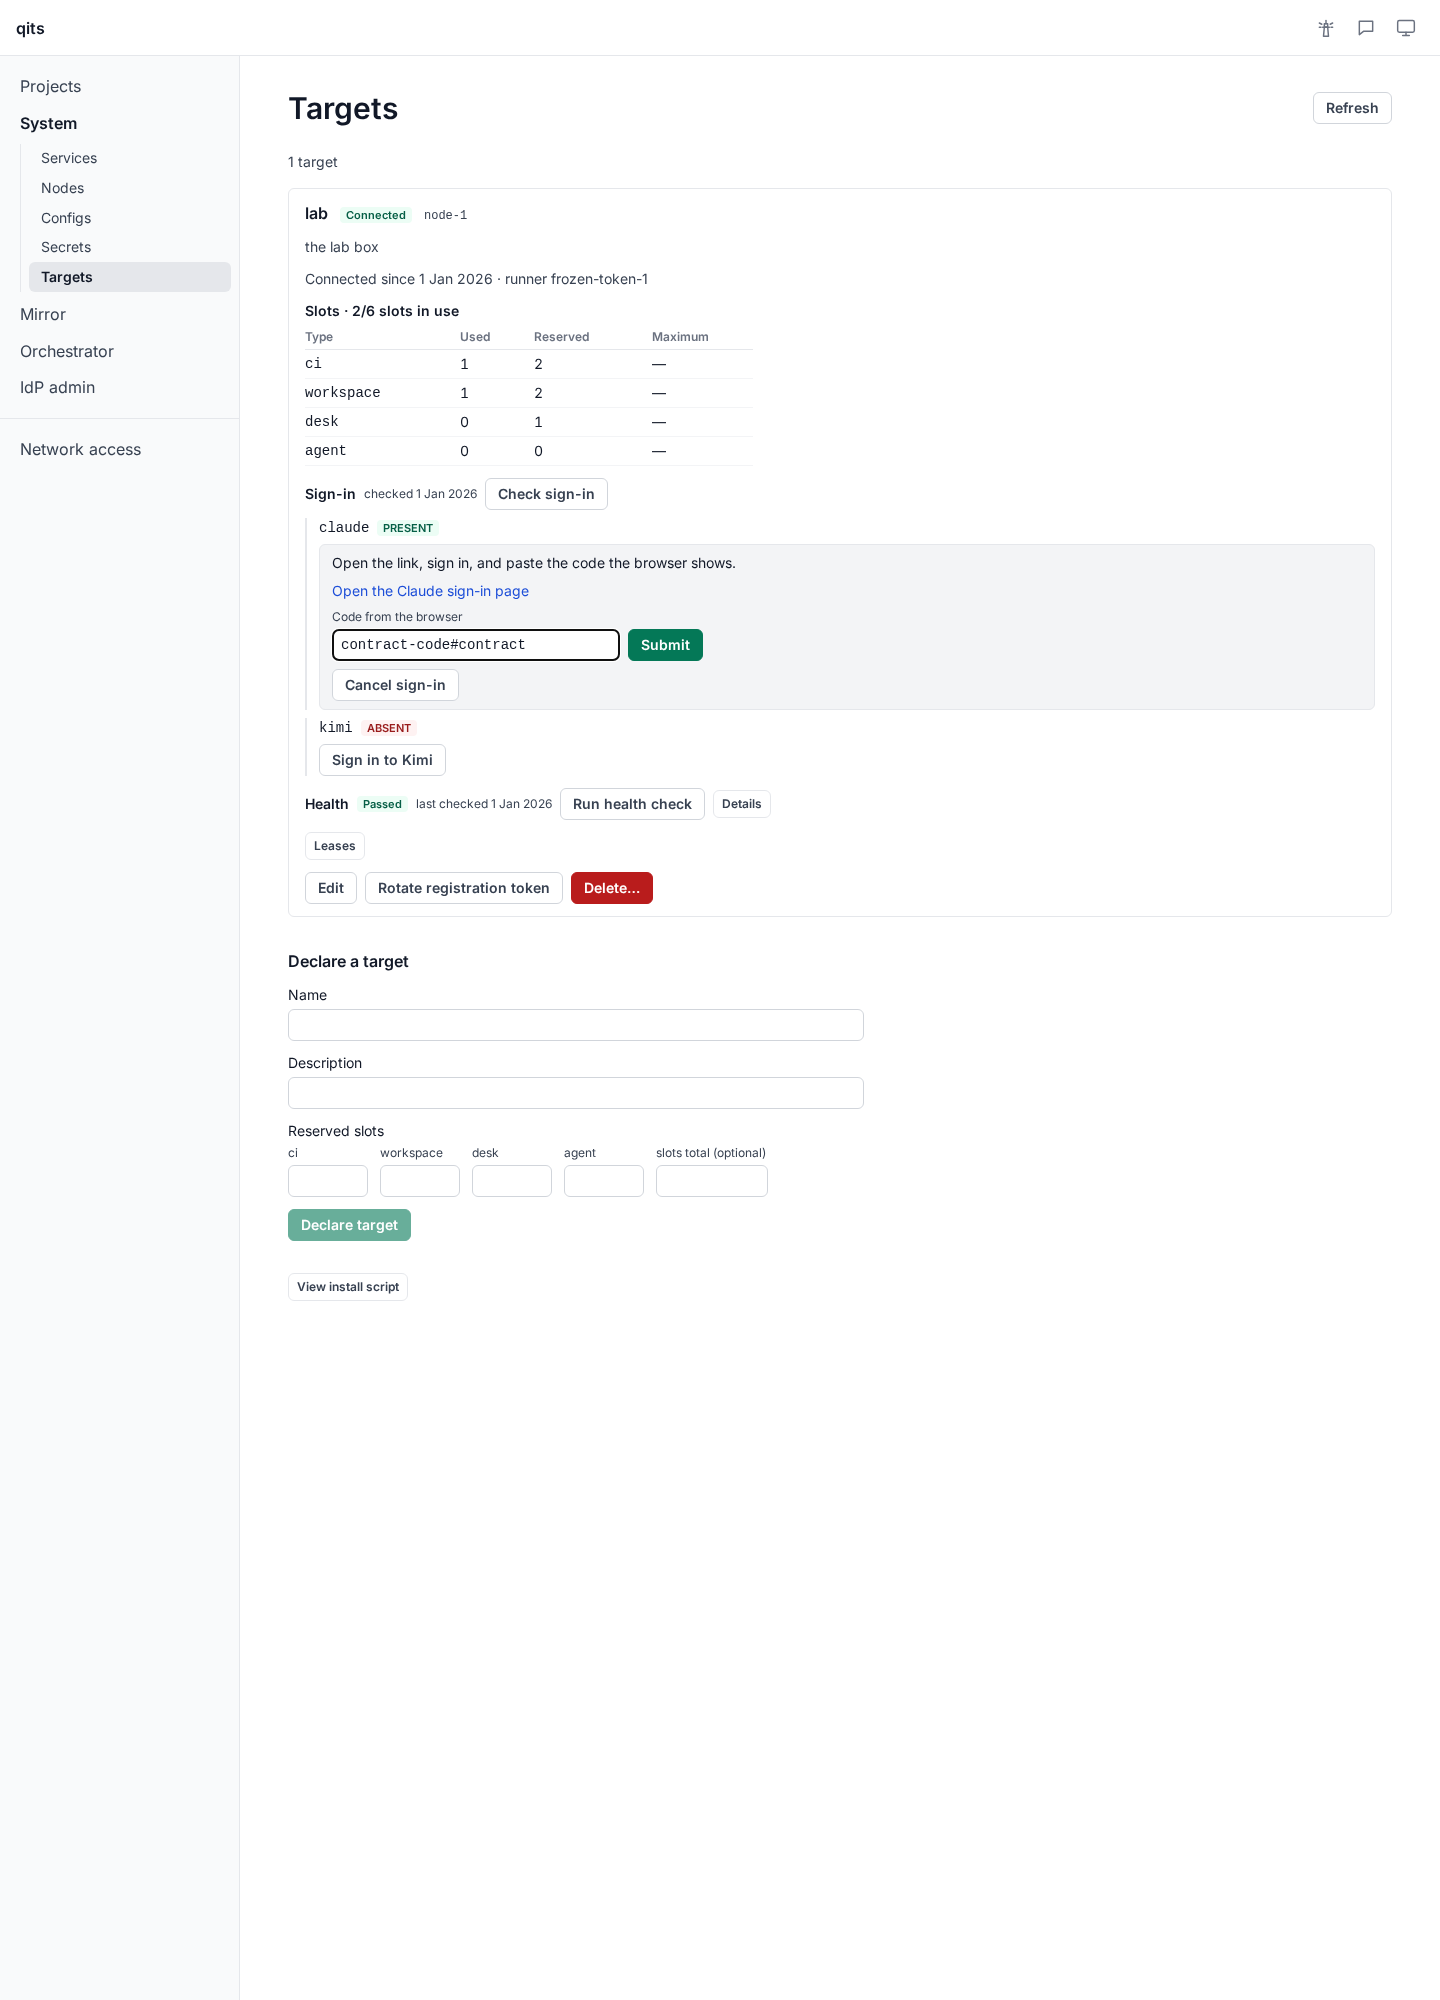 qits
Projects
System
Services
Nodes
Configs
Secrets
Targets
Mirror
Orchestrator
IdP admin
Network access
Targets
Refresh
1 target
lab Connected node-1
the lab box
Connected since 1 Jan 2026 · runner frozen-token-1
Slots · 2/6 slots in use
Type Used Reserved Maximum
ci 1 2 —
workspace 1 2 —
desk 0 1 —
agent 0 0 —
Sign-in checked 1 Jan 2026 Check sign-in
claude PRESENT
Open the link, sign in, and paste the code the browser shows.
Open the Claude sign-in page
Code from the browser
contract-code#contract Submit
Cancel sign-in
kimi ABSENT
Sign in to Kimi
Health Passed last checked 1 Jan 2026 Run health check Details
Leases
Edit Rotate registration token Delete...
Declare a target
Name
Description
Reserved slots
ci workspace desk agent slots total (optional)
Declare target
View install script